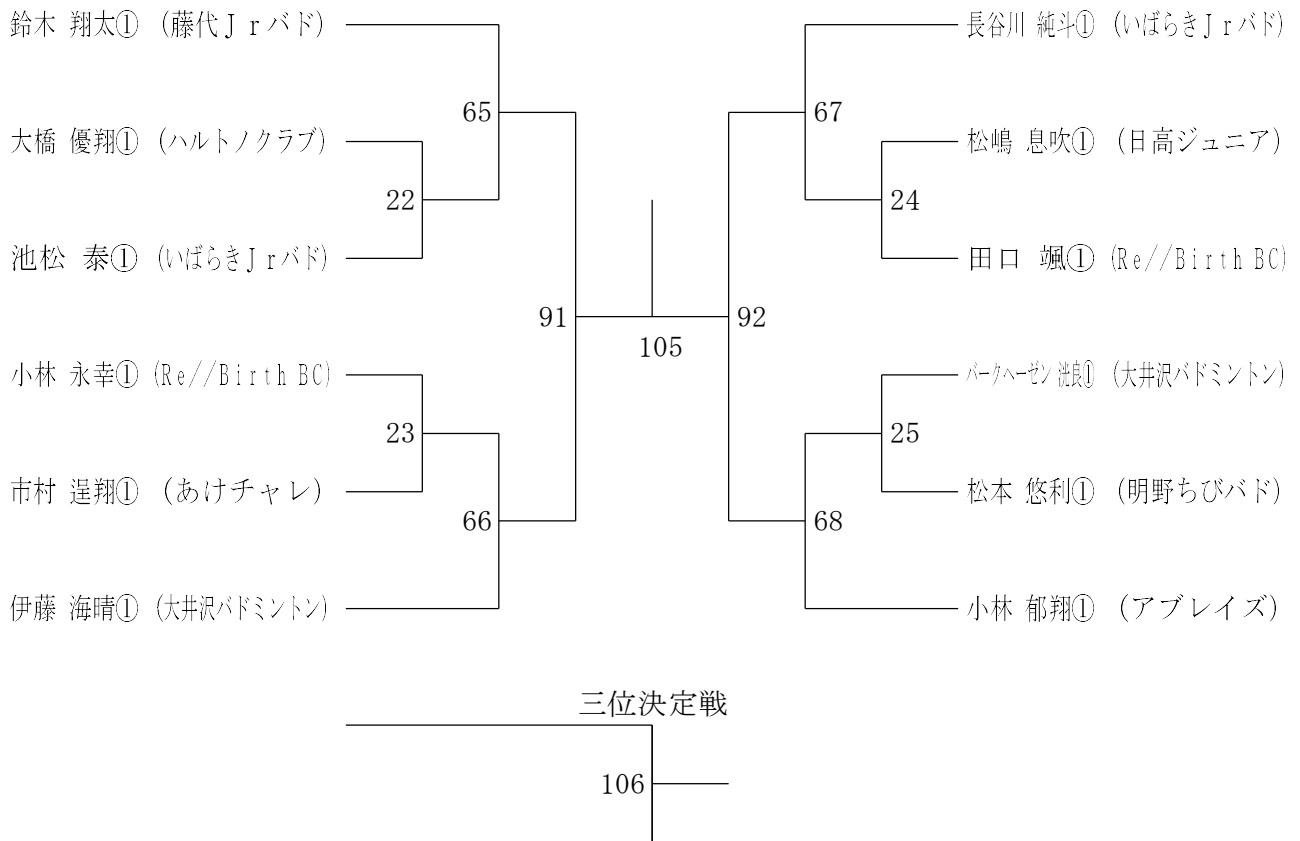 鈴木 翔太① (藤代Jrバド)
65
大橋 優翔① (ハルトノクラブ)
22
池松 泰① (いばらきJrバド)
91
小林 永幸① (Re//Birth BC)
23
市村 逞翔① (あけチャレ)
66
伊藤 海晴① (大井沢バドミントン)
105
長谷川 純斗① (いばらきJrバド)
67
松嶋 息吹① (日高ジュニア)
24
田口 颯① (Re//Birth BC)
92
パークヘーゼン 洸良① (大井沢バドミントン)
25
松本 悠利① (明野ちびバド)
68
小林 郁翔① (アブレイズ)
三位決定戦
106